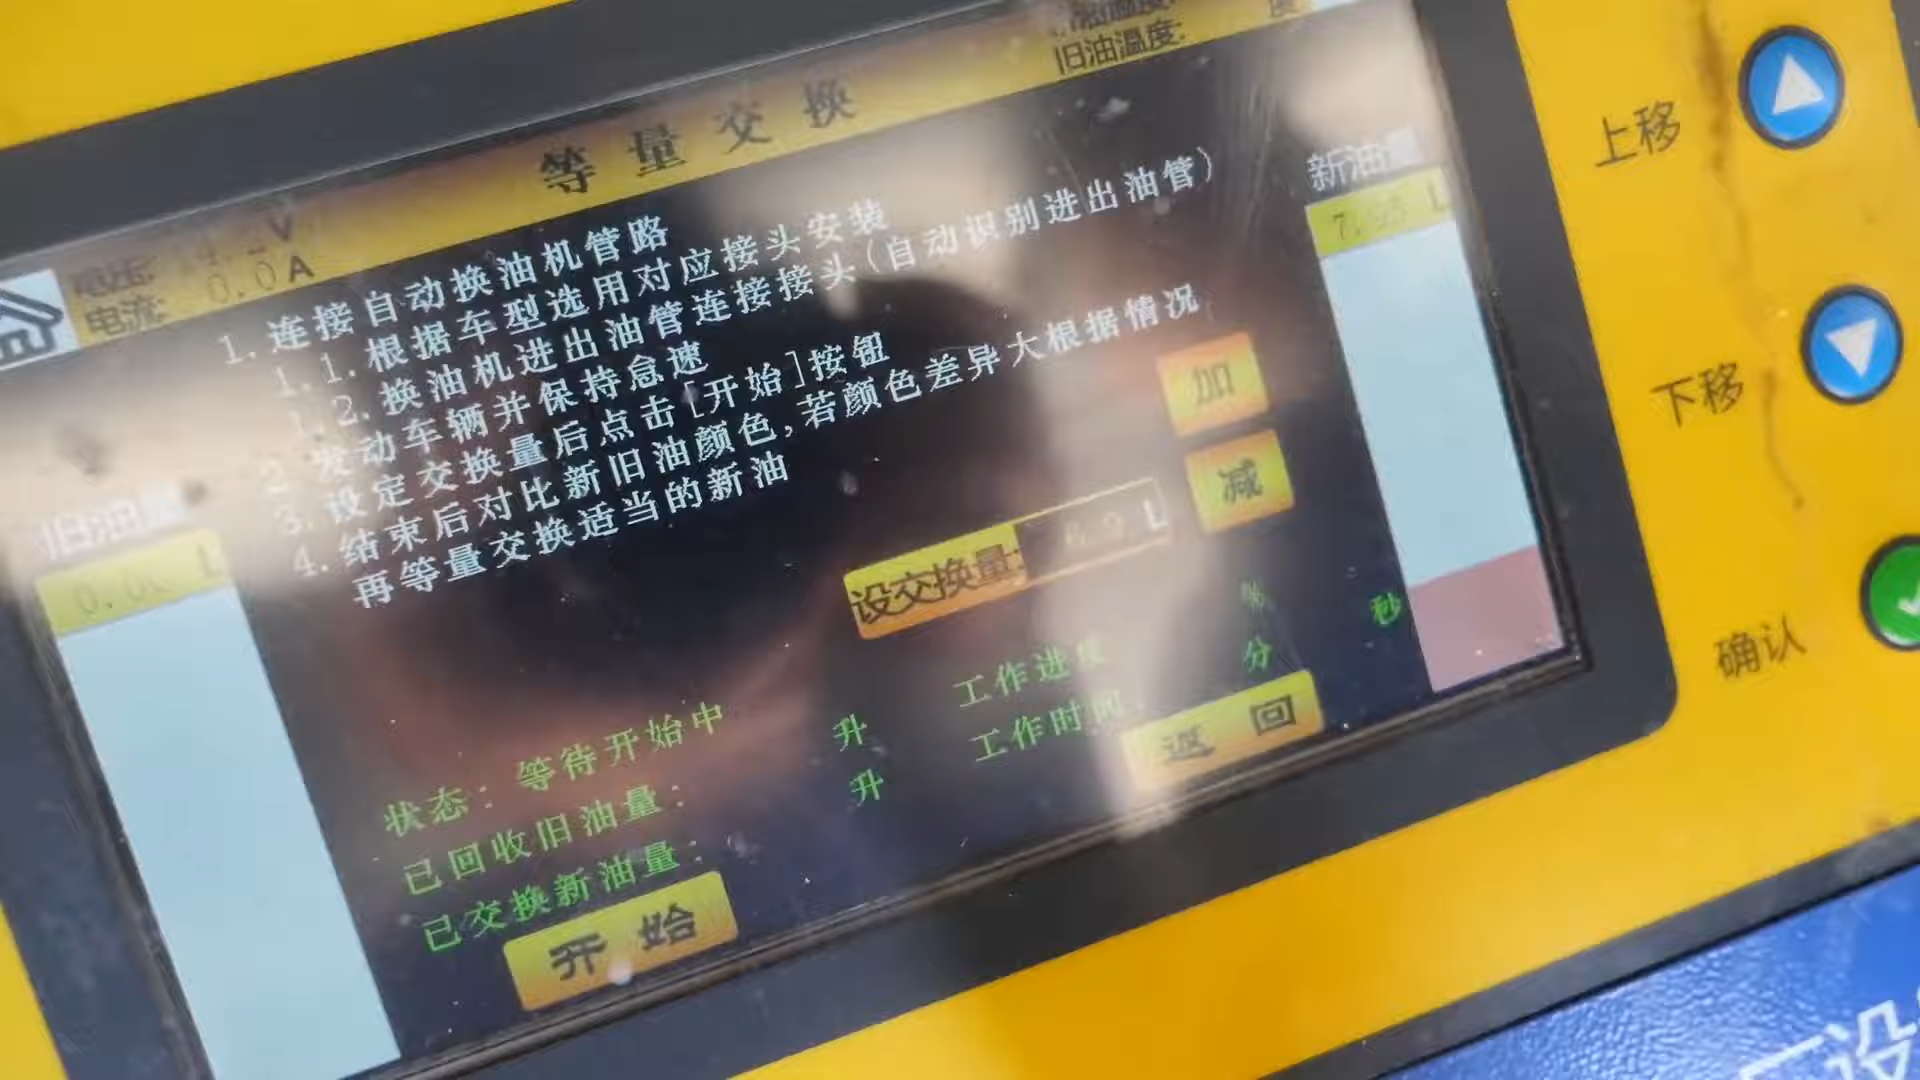 旧油温度:
等量交换
电流: 0.0A
1.连接自动换油机管路
1.1.根据车型选用对应接头安装
1.2.换油机进出油管连接接头(自动识别进出油管)
2.发动车辆并保持怠速
3.设定交换量后点击[开始]按钮
4.结束后对比新旧油颜色,若颜色差异大根据情况
再等量交换适当的新油
新油量
旧油量
加
减
设交换量:
状态:等待开始中
已回收旧油量: 升
已交换新油量: 升
工作进度 %
工作时间: 分 秒
开始
返回
上移
下移
确认